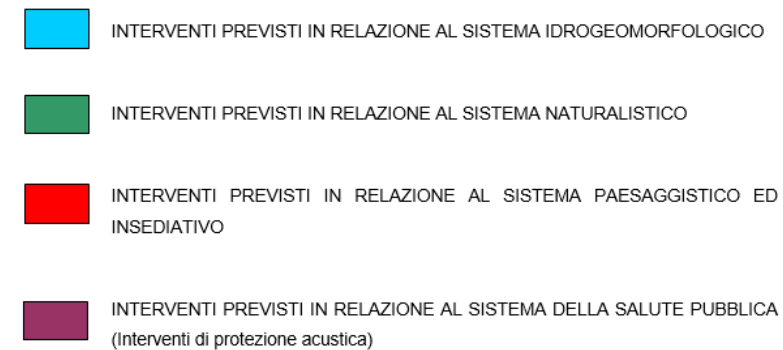 INTERVENTI PREVISTI IN RELAZIONE AL SISTEMA IDROGEOMORFOLOGICO
INTERVENTI PREVISTI IN RELAZIONE AL SISTEMA NATURALISTICO
INTERVENTI PREVISTI IN RELAZIONE AL SISTEMA PAESAGGISTICO ED
INSEDIATIVO
INTERVENTI PREVISTI IN RELAZIONE AL SISTEMA DELLA SALUTE PUBBLICA
(Interventi di protezione acustica)